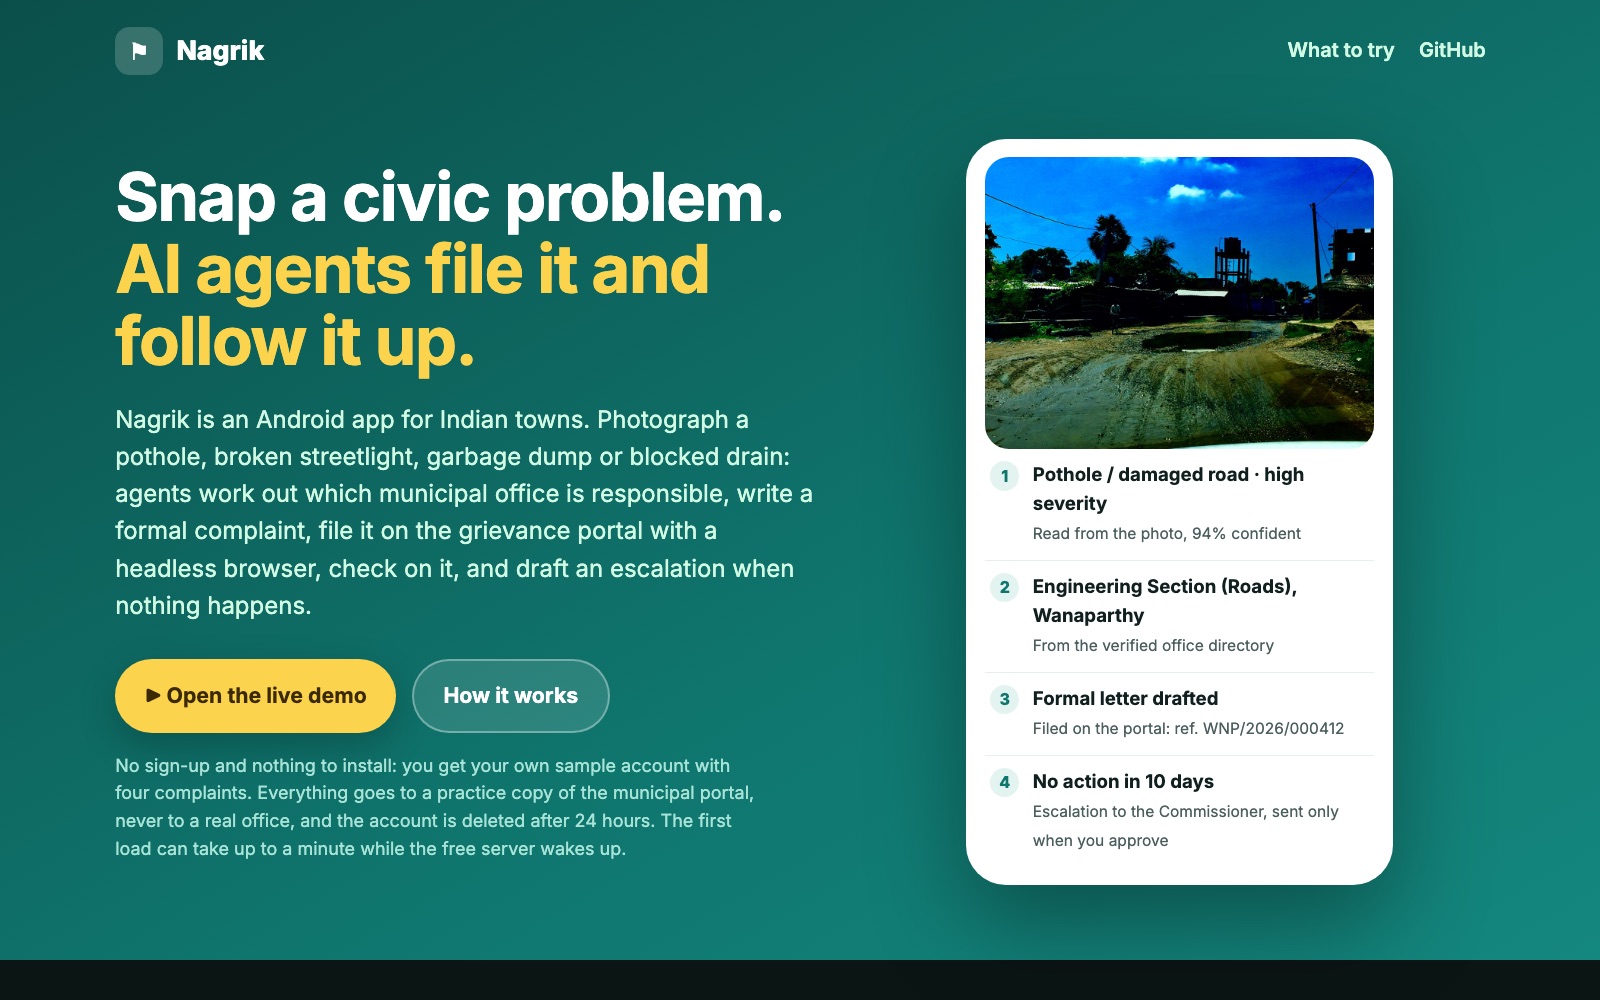 Nagrik
What to try
GitHub
Snap a civic problem.
AI agents file it and
follow it up.
Nagrik is an Android app for Indian towns. Photograph a
pothole, broken streetlight, garbage dump or blocked drain:
agents work out which municipal office is responsible, write a
formal complaint, file it on the grievance portal with a
headless browser, check on it, and draft an escalation when
nothing happens.
Open the live demo
How it works
No sign-up and nothing to install: you get your own sample account with
four complaints. Everything goes to a practice copy of the municipal portal,
never to a real office, and the account is deleted after 24 hours. The first
load can take up to a minute while the free server wakes up.
1
Pothole / damaged road · high
severity
Read from the photo, 94% confident
2
Engineering Section (Roads),
Wanaparthy
From the verified office directory
3
Formal letter drafted
Filed on the portal: ref. WNP/2026/000412
4
No action in 10 days
Escalation to the Commissioner, sent only
when you approve